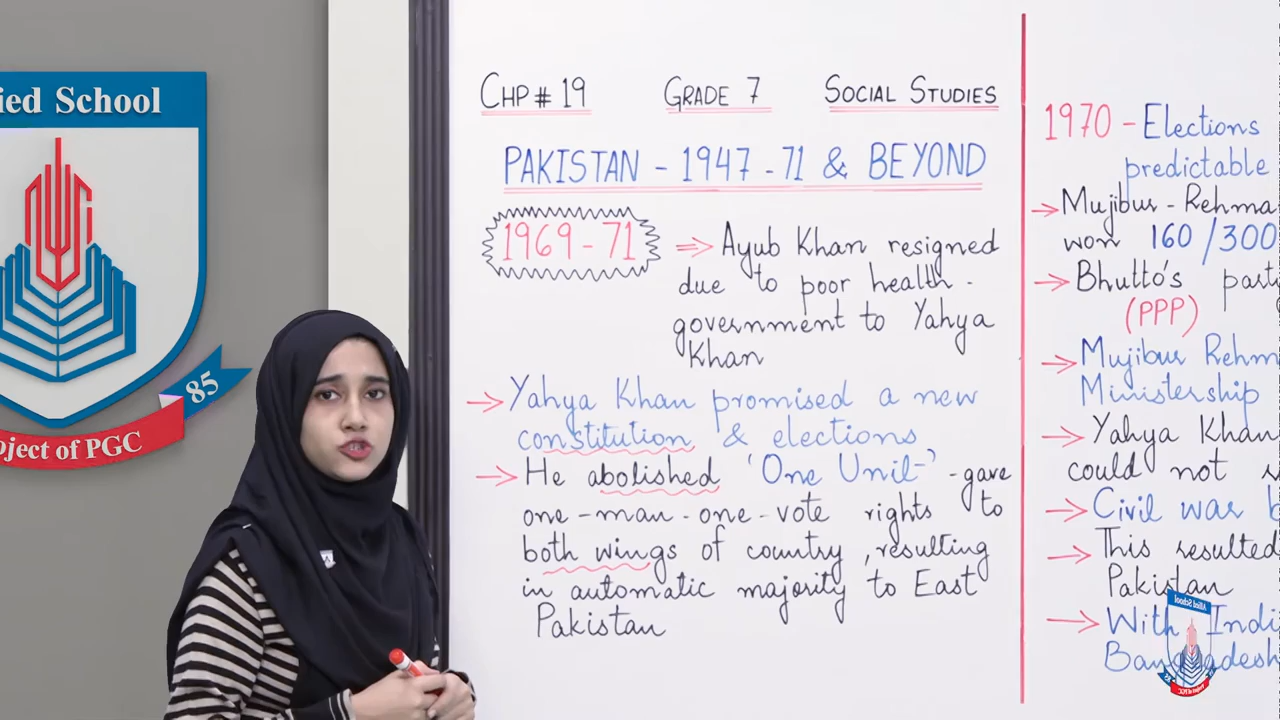 ied School
85
oject of PGC
CHP # 19 GRADE 7 SOCIAL STUDIES
PAKISTAN - 1947 - 71 & BEYOND
1969 - 71 ⇒ Ayub Khan resigned
due to poor health -
government to Yahya
Khan
→ Yahya Khan promised a new
constitution & elections
→ He abolished 'One Unit' - gave
one-man-one-vote rights to
both wings of country, resulting
in automatic majority to East
Pakistan
1970 - Elections
predictable
→ Mujibur-Rehma
won 160/300
→ Bhutto's part
(PPP)
→ Mujibur Rehm
Ministership
→ Yahya Khan
could not
→ Civil war b
→ This resulted
Pakistan
→ With Indi
Bangladesh
Allied School